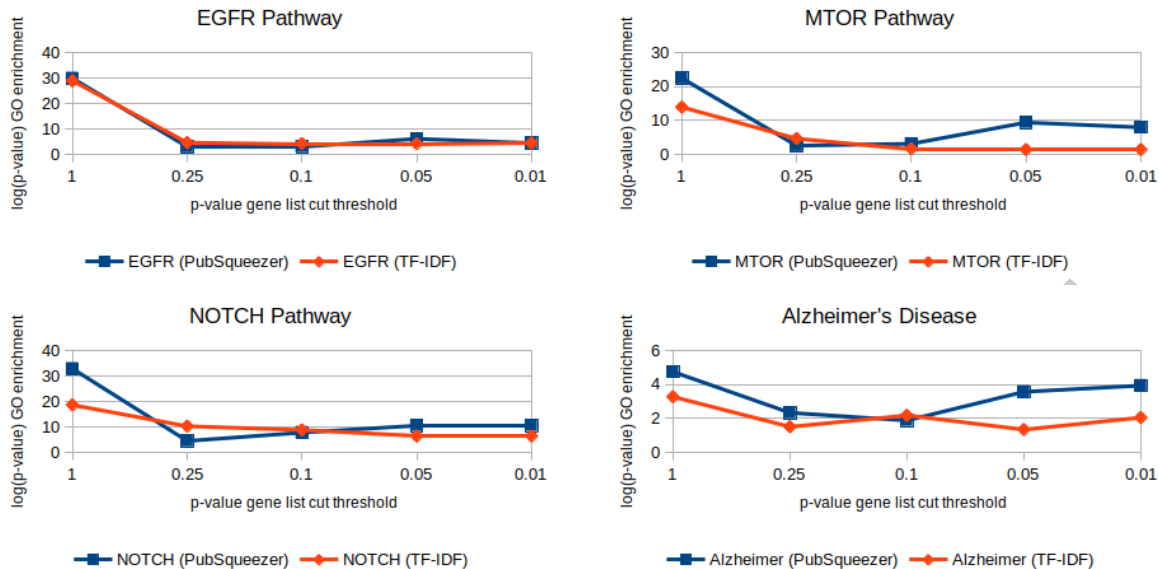 EGFR Pathway
log(p-value) GO enrichment
40
30
20
10
0
1 0.25 0.1 0.05 0.01
p-value gene list cut threshold
EGFR (PubSqueezer) EGFR (TF-IDF)
MTOR Pathway
log(p-value) GO enrichment
30
20
10
0
1 0.25 0.1 0.05 0.01
p-value gene list cut threshold
MTOR (PubSqueezer) MTOR (TF-IDF)
NOTCH Pathway
log(p-value) GO enrichment
40
30
20
10
0
1 0.25 0.1 0.05 0.01
p-value gene list cut threshold
NOTCH (PubSqueezer) NOTCH (TF-IDF)
Alzheimer's Disease
log(p-value) GO enrichment
6
4
2
0
1 0.25 0.1 0.05 0.01
p-value gene list cut threshold
Alzheimer (PubSqueezer) Alzheimer (TF-IDF)